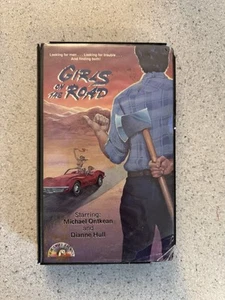 Looking for men . . . Looking for trouble.
And finding both!
GIRLS
ON
THE ROAD
Starring:
Michael Ontkean
and
Dianne Hull